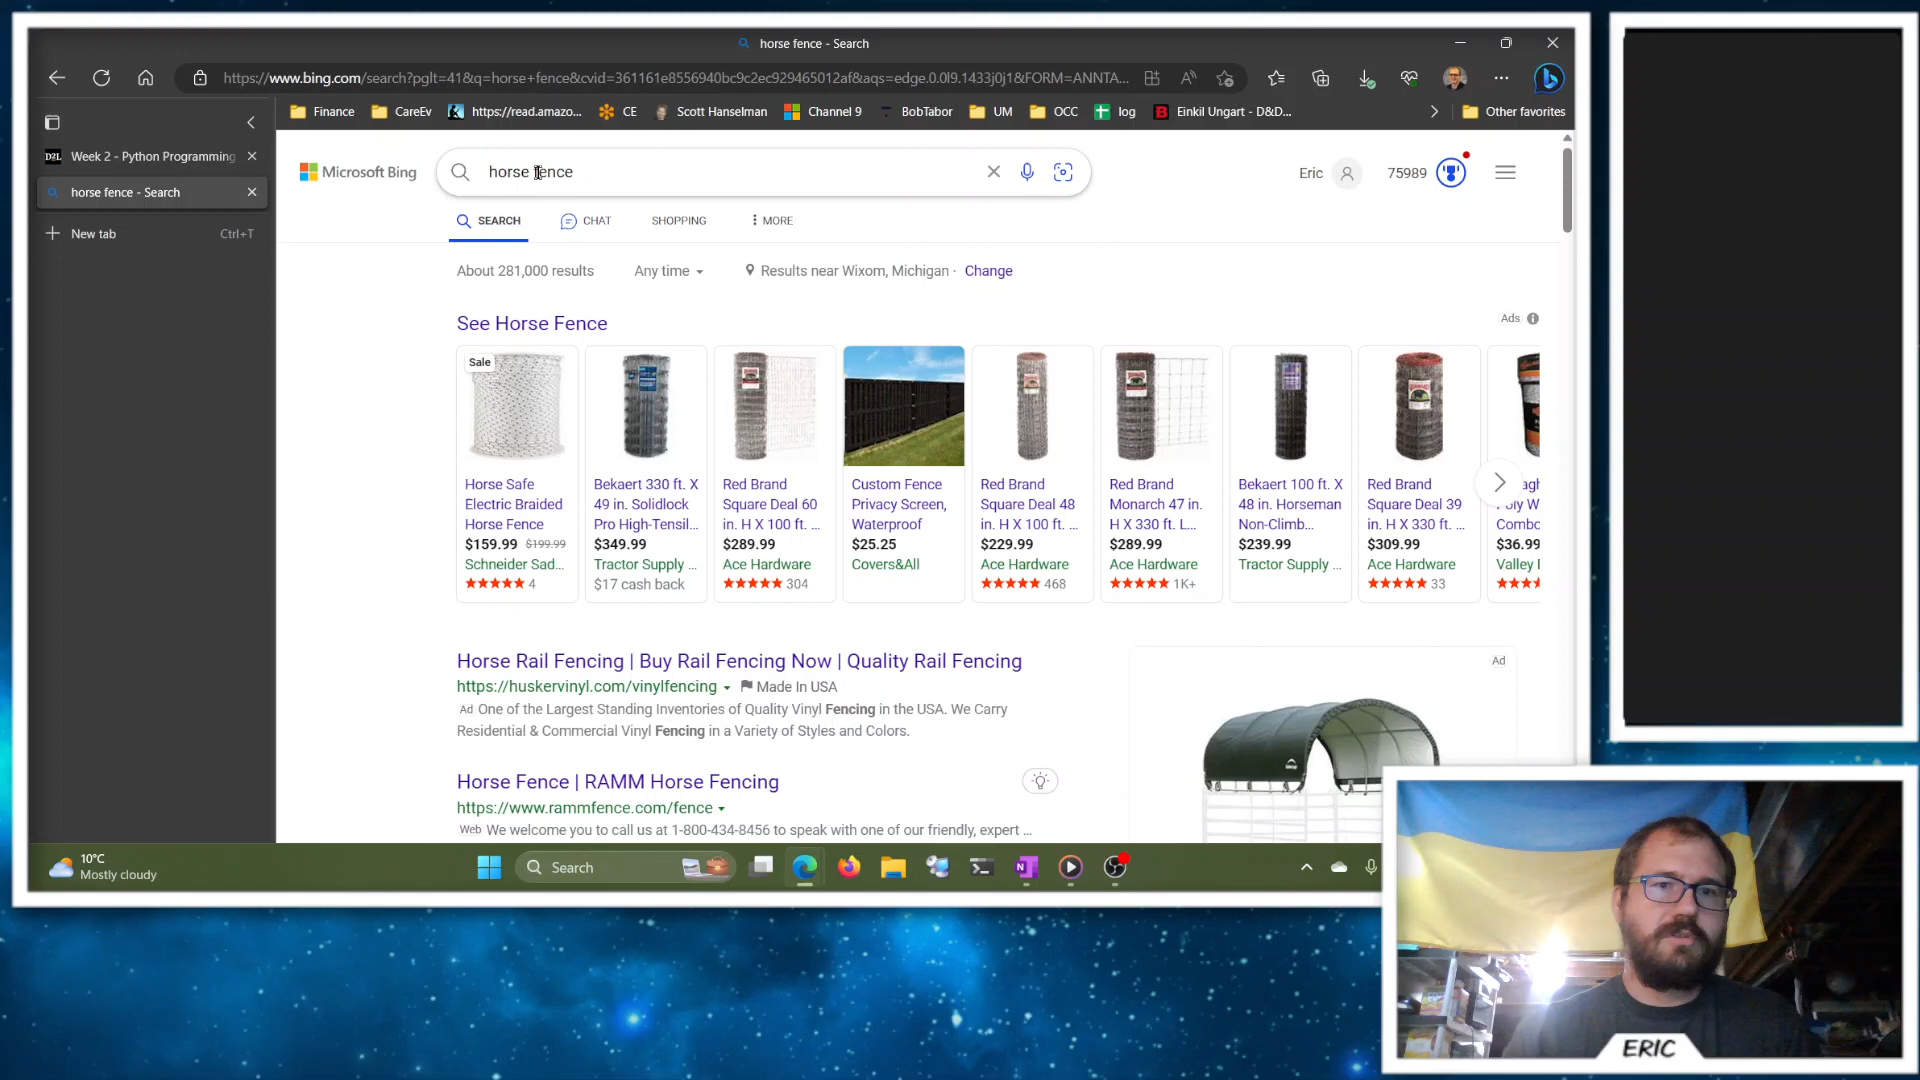 horse fence - Search
https://www.bing.com/search?pglt=41&q=horse+fence&cvid=361161e8556940bc9c2ec929465012af&aqs=edge.0.0l9.1433j0j1&FORM=ANNTA...
Finance
CareEv
https://read.amazo...
CE
Scott Hanselman
Channel 9
BobTabor
UM
OCC
log
Einkil Ungart - D&D...
Other favorites
D2L Week 2 - Python Programming
horse fence - Search
New tab Ctrl+T
Microsoft Bing
horse fence
Eric
75989
SEARCH CHAT SHOPPING MORE
About 281,000 results Any time Results near Wixom, Michigan · Change
See Horse Fence
Ads
Sale
Horse Safe
Electric Braided
Horse Fence
$159.99 $199.99
Schneider Sad...
4
Bekaert 330 ft. X
49 in. Solidlock
Pro High-Tensil...
$349.99
Tractor Supply ...
$17 cash back
Red Brand
Square Deal 60
in. H X 100 ft. ...
$289.99
Ace Hardware
304
Custom Fence
Privacy Screen,
Waterproof
$25.25
Covers&All
Red Brand
Square Deal 48
in. H X 100 ft. ...
$229.99
Ace Hardware
468
Red Brand
Monarch 47 in.
H X 330 ft. L...
$289.99
Ace Hardware
1K+
Bekaert 100 ft. X
48 in. Horseman
Non-Climb...
$239.99
Tractor Supply ...
Red Brand
Square Deal 39
in. H X 330 ft. ...
$309.99
Ace Hardware
33
$36.99
Horse Rail Fencing | Buy Rail Fencing Now | Quality Rail Fencing
https://huskervinyl.com/vinylfencing Made In USA
Ad One of the Largest Standing Inventories of Quality Vinyl Fencing in the USA. We Carry
Residential & Commercial Vinyl Fencing in a Variety of Styles and Colors.
Ad
Horse Fence | RAMM Horse Fencing
https://www.rammfence.com/fence
Web We welcome you to call us at 1-800-434-8456 to speak with one of our friendly, expert ...
10°C
Mostly cloudy
Search
ERIC